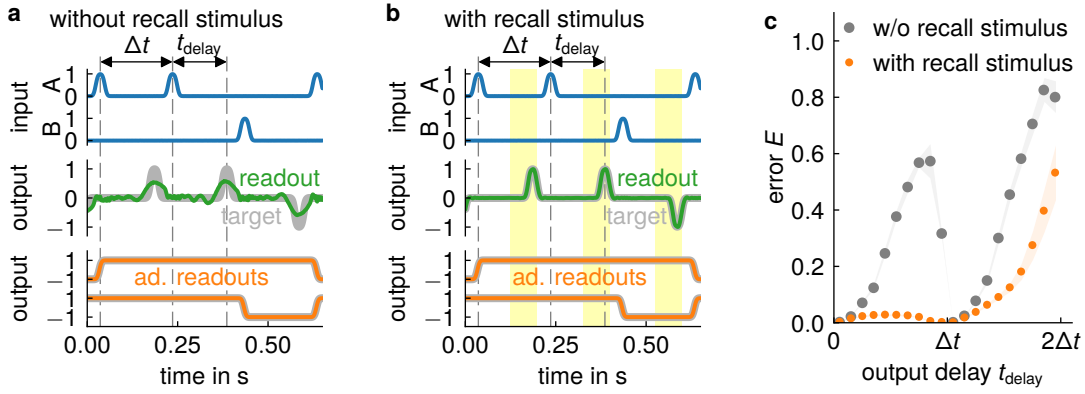 a without recall stimulus
Δt t_delay
input
A 1 0
B 1 0
output
1 0 −1
readout
target
output
1 −1
1 −1
ad. readouts
0.00 0.25 0.50
time in s
b with recall stimulus
Δt t_delay
input
A 1 0
B 1 0
output
1 0 −1
readout
target
output
1 −1
1 −1
ad. readouts
0.00 0.25 0.50
time in s
c
w/o recall stimulus
with recall stimulus
error E
1.0
0.8
0.6
0.4
0.2
0.0
0 Δt 2Δt
output delay t_delay